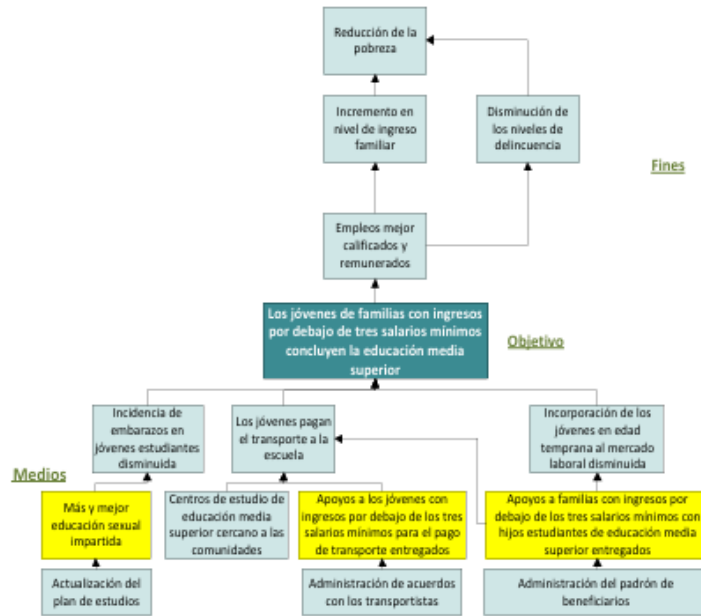 Reducción de la
pobreza
Incremento en
nivel de ingreso
familiar
Disminución de
los niveles de
delincuencia
Fines
Empleos mejor
calificados y
remunerados
Los jóvenes de familias con ingresos
por debajo de tres salarios mínimos
concluyen la educación media
superior
Objetivo
Incidencia de
embarazos en
jóvenes estudiantes
disminuida
Los jóvenes pagan
el transporte a la
escuela
Incorporación de los
jóvenes en edad
temprana al mercado
laboral disminuida
Medios
Más y mejor
educación sexual
impartida
Centros de estudio de
educación media
superior cercano a las
comunidades
Apoyos a los jóvenes con
ingresos por debajo de los tres
salarios mínimos para el pago
de transporte entregados
Apoyos a familias con ingresos por
debajo de los tres salarios mínimos con
hijos estudiantes de educación media
superior entregados
Actualización del
plan de estudios
Administración de acuerdos
con los transportistas
Administración del padrón de
beneficiarios